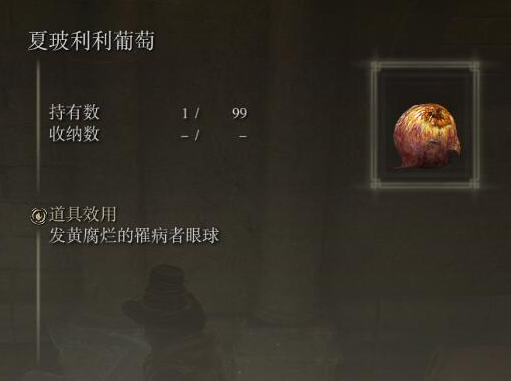 夏玻利利葡萄
持有数 1 / 99
收纳数 – / –
道具效用
发黄腐烂的罹病者眼球